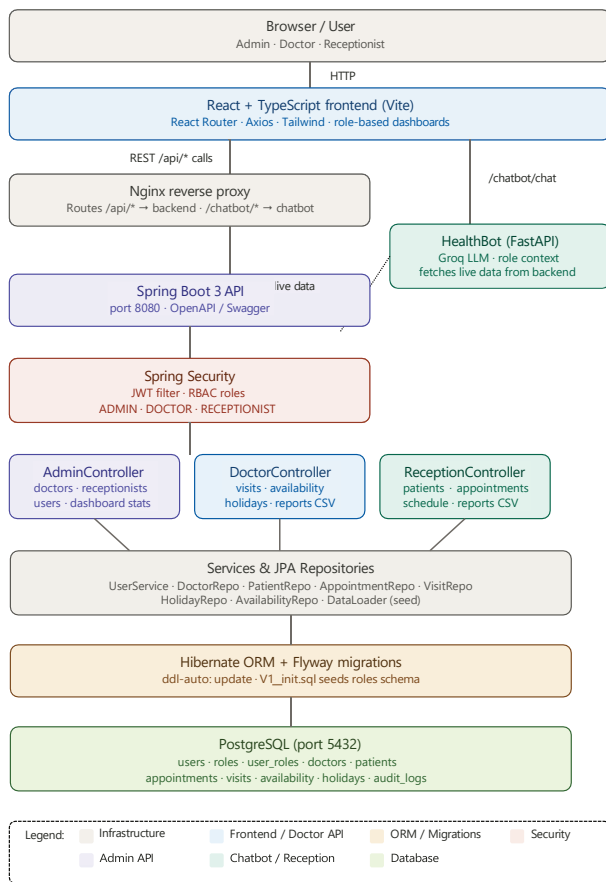 Browser / User
Admin · Doctor · Receptionist
HTTP
React + TypeScript frontend (Vite)
React Router · Axios · Tailwind · role-based dashboards
REST /api/* calls
/chatbot/chat
Nginx reverse proxy
Routes /api/* → backend · /chatbot/* → chatbot
HealthBot (FastAPI)
Groq LLM · role context
fetches live data from backend
live data
Spring Boot 3 API
port 8080 · OpenAPI / Swagger
Spring Security
JWT filter · RBAC roles
ADMIN · DOCTOR · RECEPTIONIST
AdminController
doctors · receptionists
users · dashboard stats
DoctorController
visits · availability
holidays · reports CSV
ReceptionController
patients · appointments
schedule · reports CSV
Services & JPA Repositories
UserService · DoctorRepo · PatientRepo · AppointmentRepo · VisitRepo
HolidayRepo · AvailabilityRepo · DataLoader (seed)
Hibernate ORM + Flyway migrations
ddl-auto: update · V1__init.sql seeds roles schema
PostgreSQL (port 5432)
users · roles · user_roles · doctors · patients
appointments · visits · availability · holidays · audit_logs
Legend:
Infrastructure
Frontend / Doctor API
ORM / Migrations
Security
Admin API
Chatbot / Reception
Database